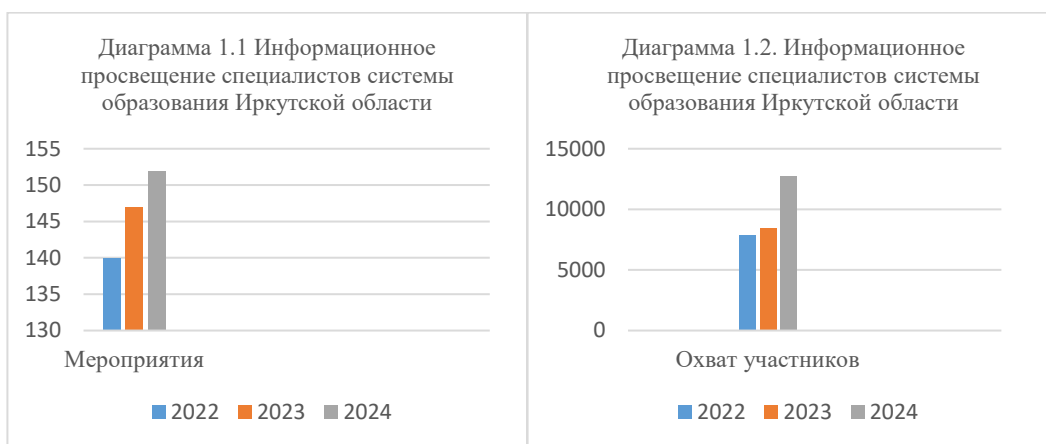 Диаграмма 1.1 Информационное
просвещение специалистов системы
образования Иркутской области
155
150
145
140
135
130
Мероприятия
2022 2023 2024
Диаграмма 1.2. Информационное
просвещение специалистов системы
образования Иркутской области
15000
10000
5000
0
Охват участников
2022 2023 2024